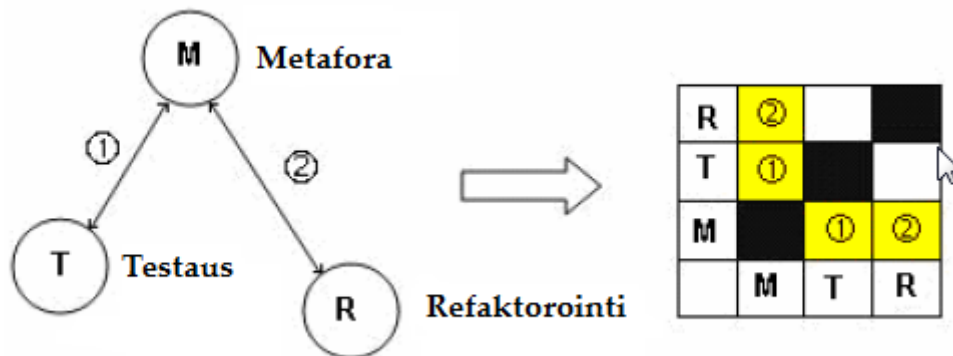 M Metafora
①
②
T Testaus
R Refaktorointi
R ②
T ①
M ① ②
M T R